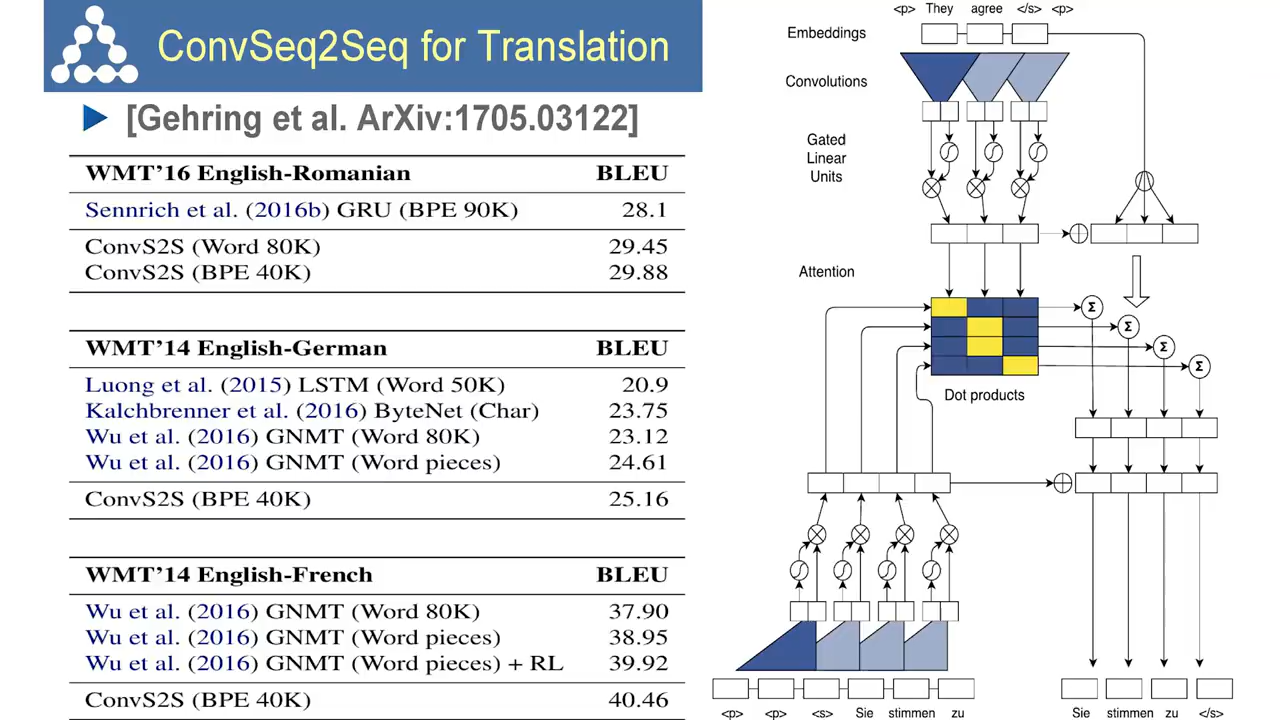 ConvSeq2Seq for Translation
[Gehring et al. ArXiv:1705.03122]
WMT'16 English-Romanian BLEU
Sennrich et al. (2016b) GRU (BPE 90K) 28.1
ConvS2S (Word 80K) 29.45
ConvS2S (BPE 40K) 29.88
WMT'14 English-German BLEU
Luong et al. (2015) LSTM (Word 50K) 20.9
Kalchbrenner et al. (2016) ByteNet (Char) 23.75
Wu et al. (2016) GNMT (Word 80K) 23.12
Wu et al. (2016) GNMT (Word pieces) 24.61
ConvS2S (BPE 40K) 25.16
WMT'14 English-French BLEU
Wu et al. (2016) GNMT (Word 80K) 37.90
Wu et al. (2016) GNMT (Word pieces) 38.95
Wu et al. (2016) GNMT (Word pieces) + RL 39.92
ConvS2S (BPE 40K) 40.46
<p> They agree </s> <p>
Embeddings
Convolutions
Gated
Linear
Units
Attention
Σ
Σ
Σ
Σ
Dot products
<p> <p> <s> Sie stimmen zu
Sie stimmen zu </s>